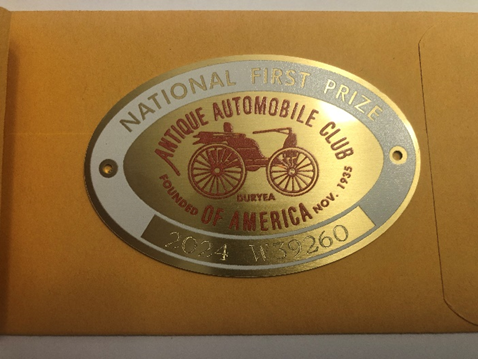 NATIONAL FIRST PRIZE
ANTIQUE AUTOMOBILE CLUB
FOUNDED
DURYEA
NOV. 1935
OF AMERICA
2024 W39260